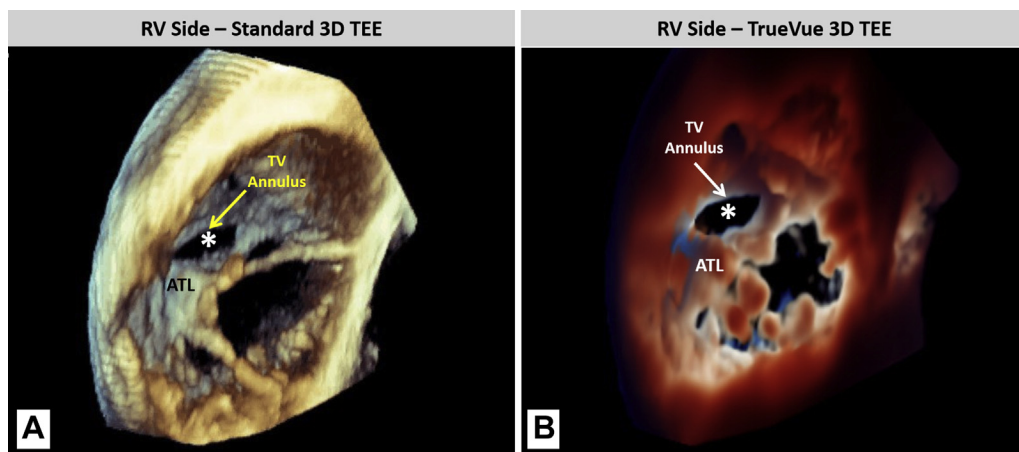 RV Side – Standard 3D TEE
RV Side – TrueVue 3D TEE
TV
Annulus
*
ATL
A
TV
Annulus
*
ATL
B